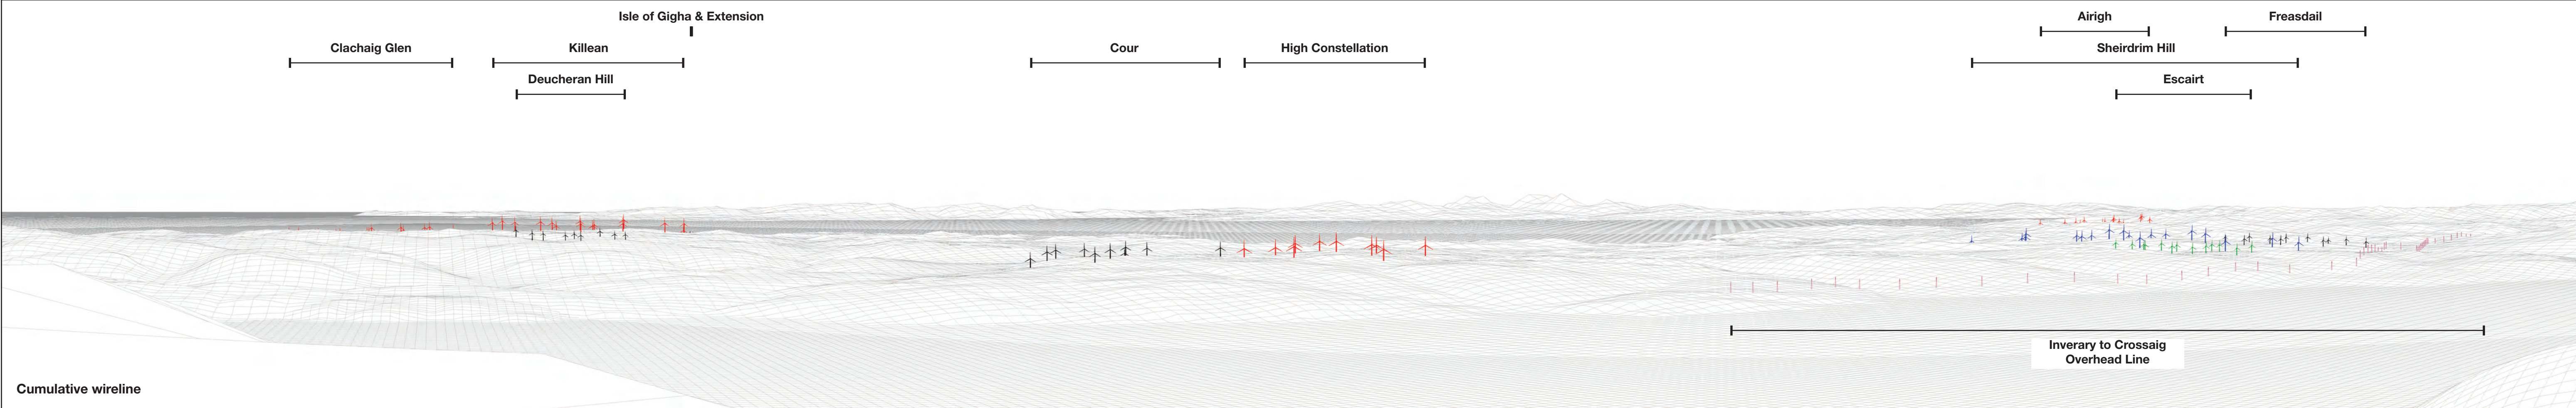 Isle of Gigha & Extension
Airigh
Freasdail
Clachaig Glen
Killean
Cour
High Constellation
Sheirdrim Hill
Deucheran Hill
Escairt
Inverary to Crossaig
Overhead Line
Cumulative wireline